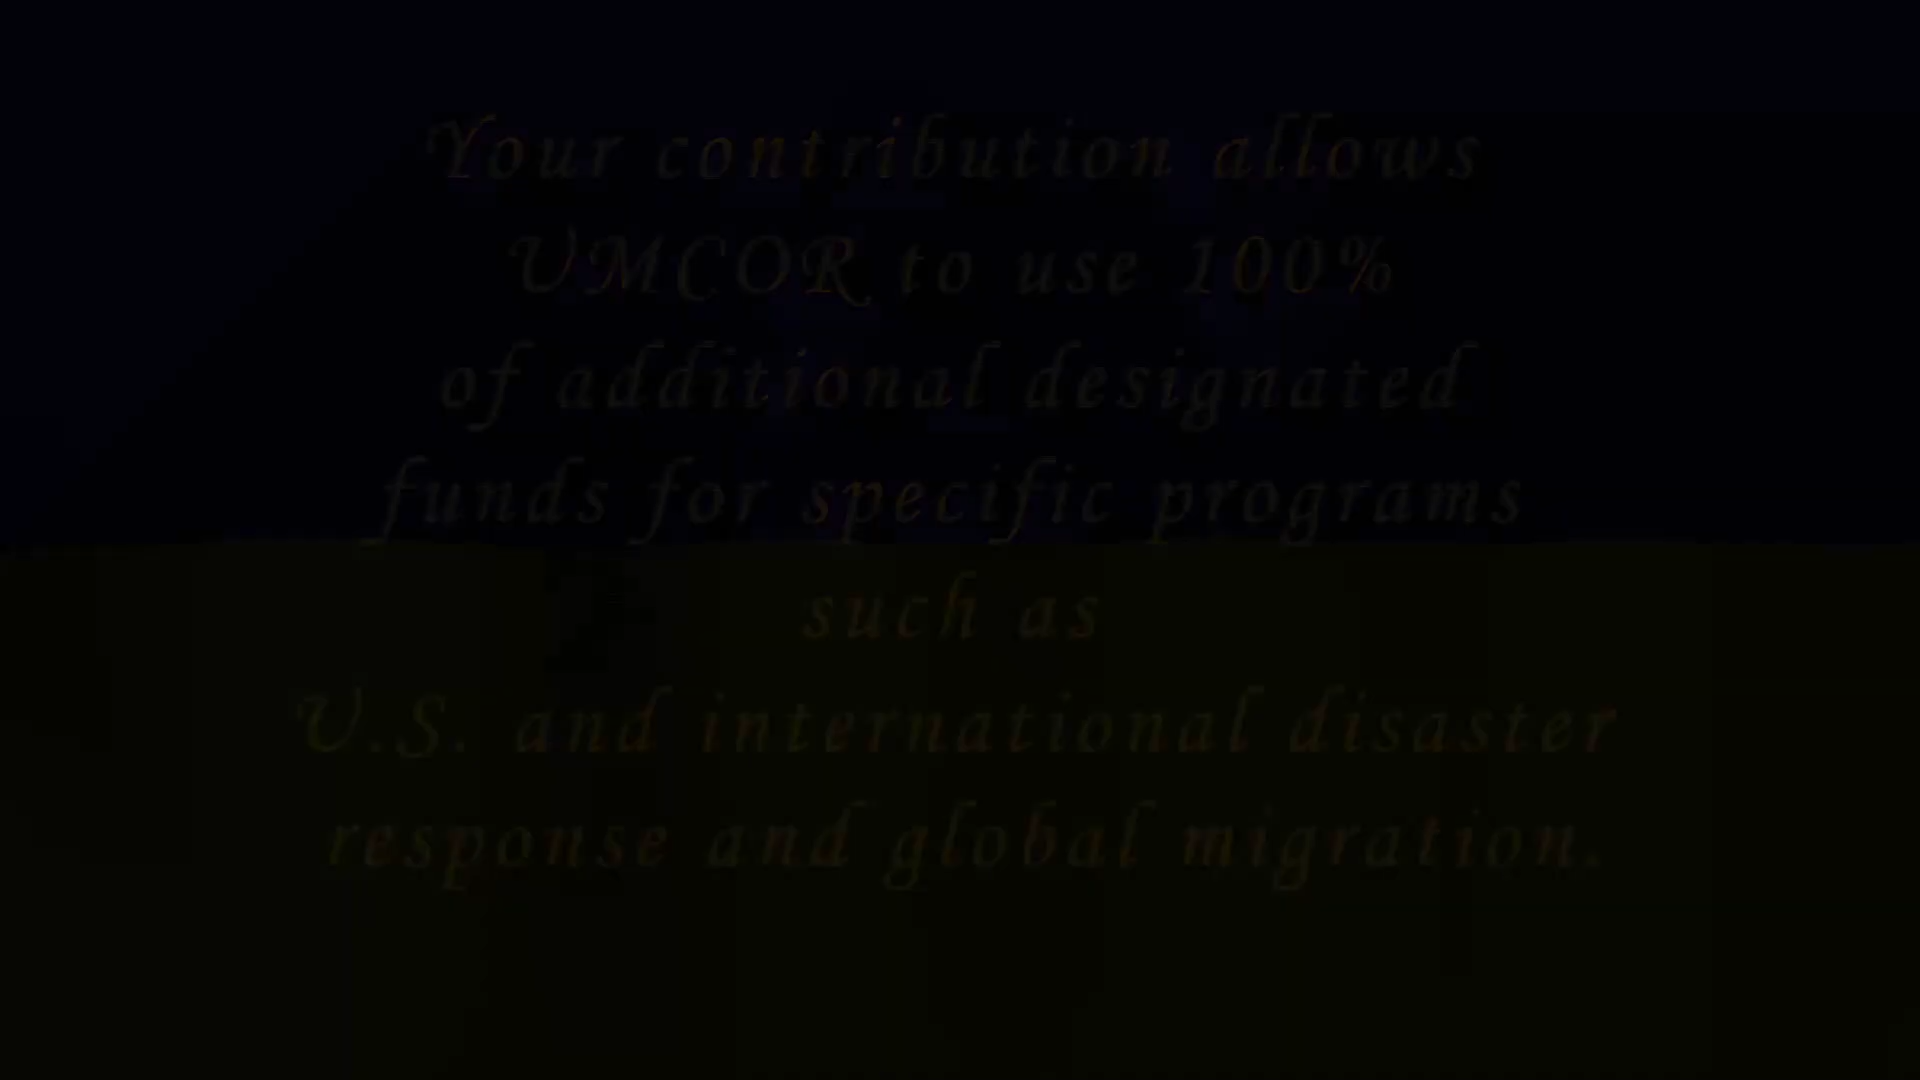 Your contribution allows
UMCOR to use 100%
of additional designated
funds for specific programs
such as
U.S. and international disaster
response and global migration.